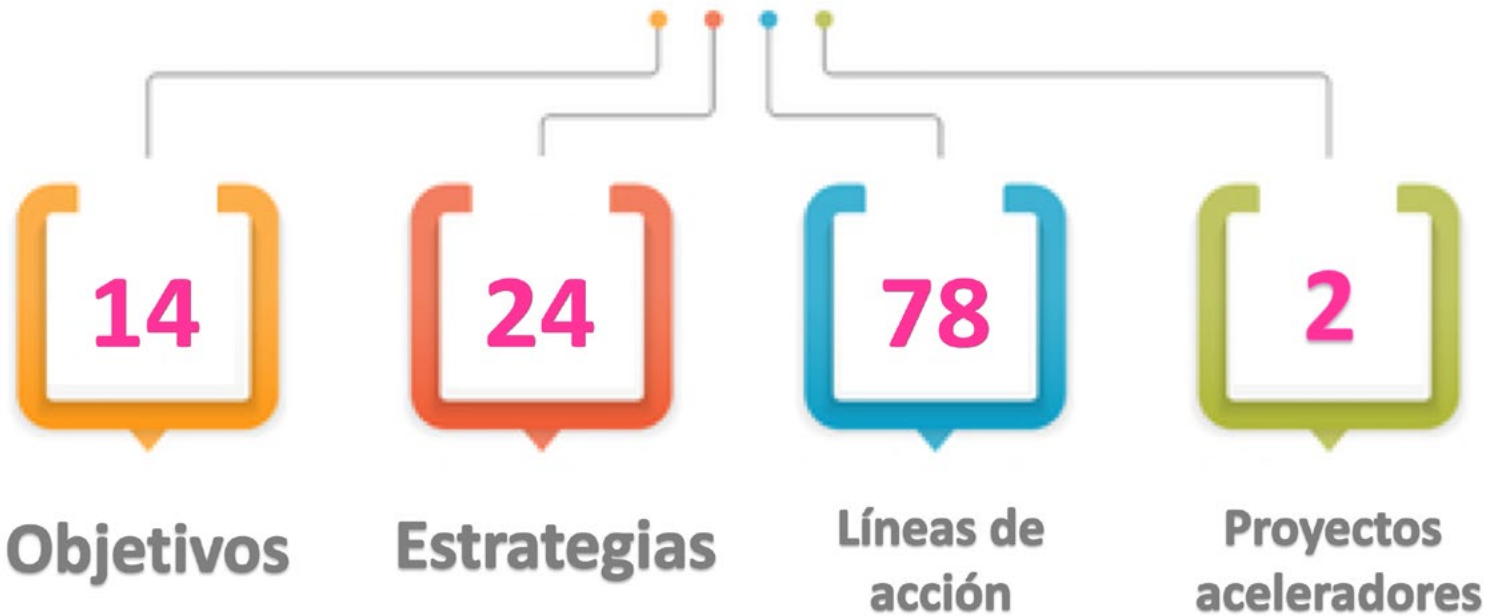 14
24
78
2
Objetivos
Estrategias
Líneas de
acción
Proyectos
aceleradores